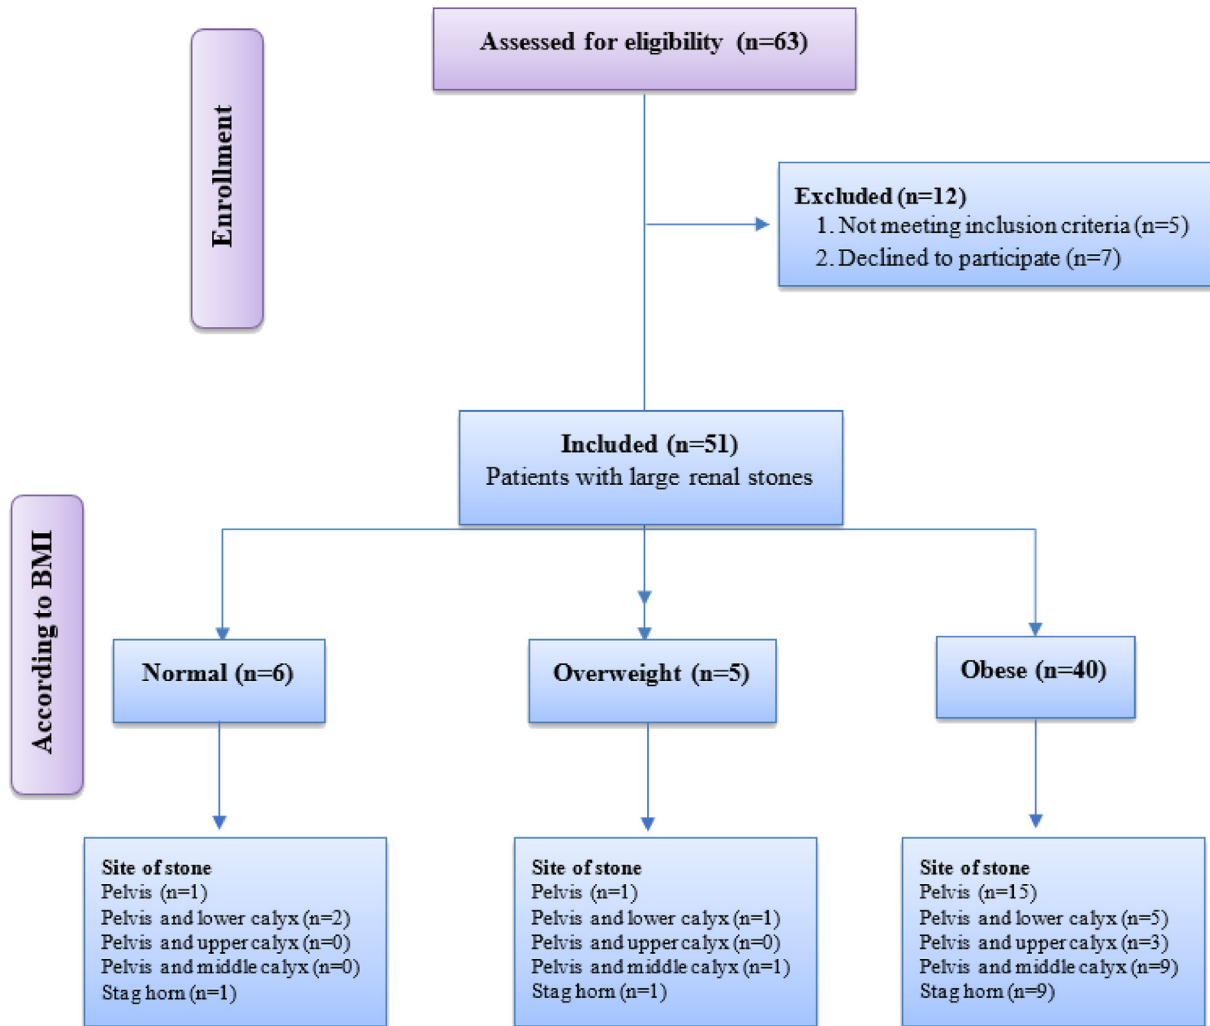 Assessed for eligibility (n=63)
Enrollment
Excluded (n=12)
1. Not meeting inclusion criteria (n=5)
2. Declined to participate (n=7)
Included (n=51)
Patients with large renal stones
According to BMI
Normal (n=6)
Overweight (n=5)
Obese (n=40)
Site of stone
Pelvis (n=1)
Pelvis and lower calyx (n=2)
Pelvis and upper calyx (n=0)
Pelvis and middle calyx (n=0)
Stag horn (n=1)
Site of stone
Pelvis (n=1)
Pelvis and lower calyx (n=1)
Pelvis and upper calyx (n=0)
Pelvis and middle calyx (n=1)
Stag horn (n=1)
Site of stone
Pelvis (n=15)
Pelvis and lower calyx (n=5)
Pelvis and upper calyx (n=3)
Pelvis and middle calyx (n=9)
Stag horn (n=9)